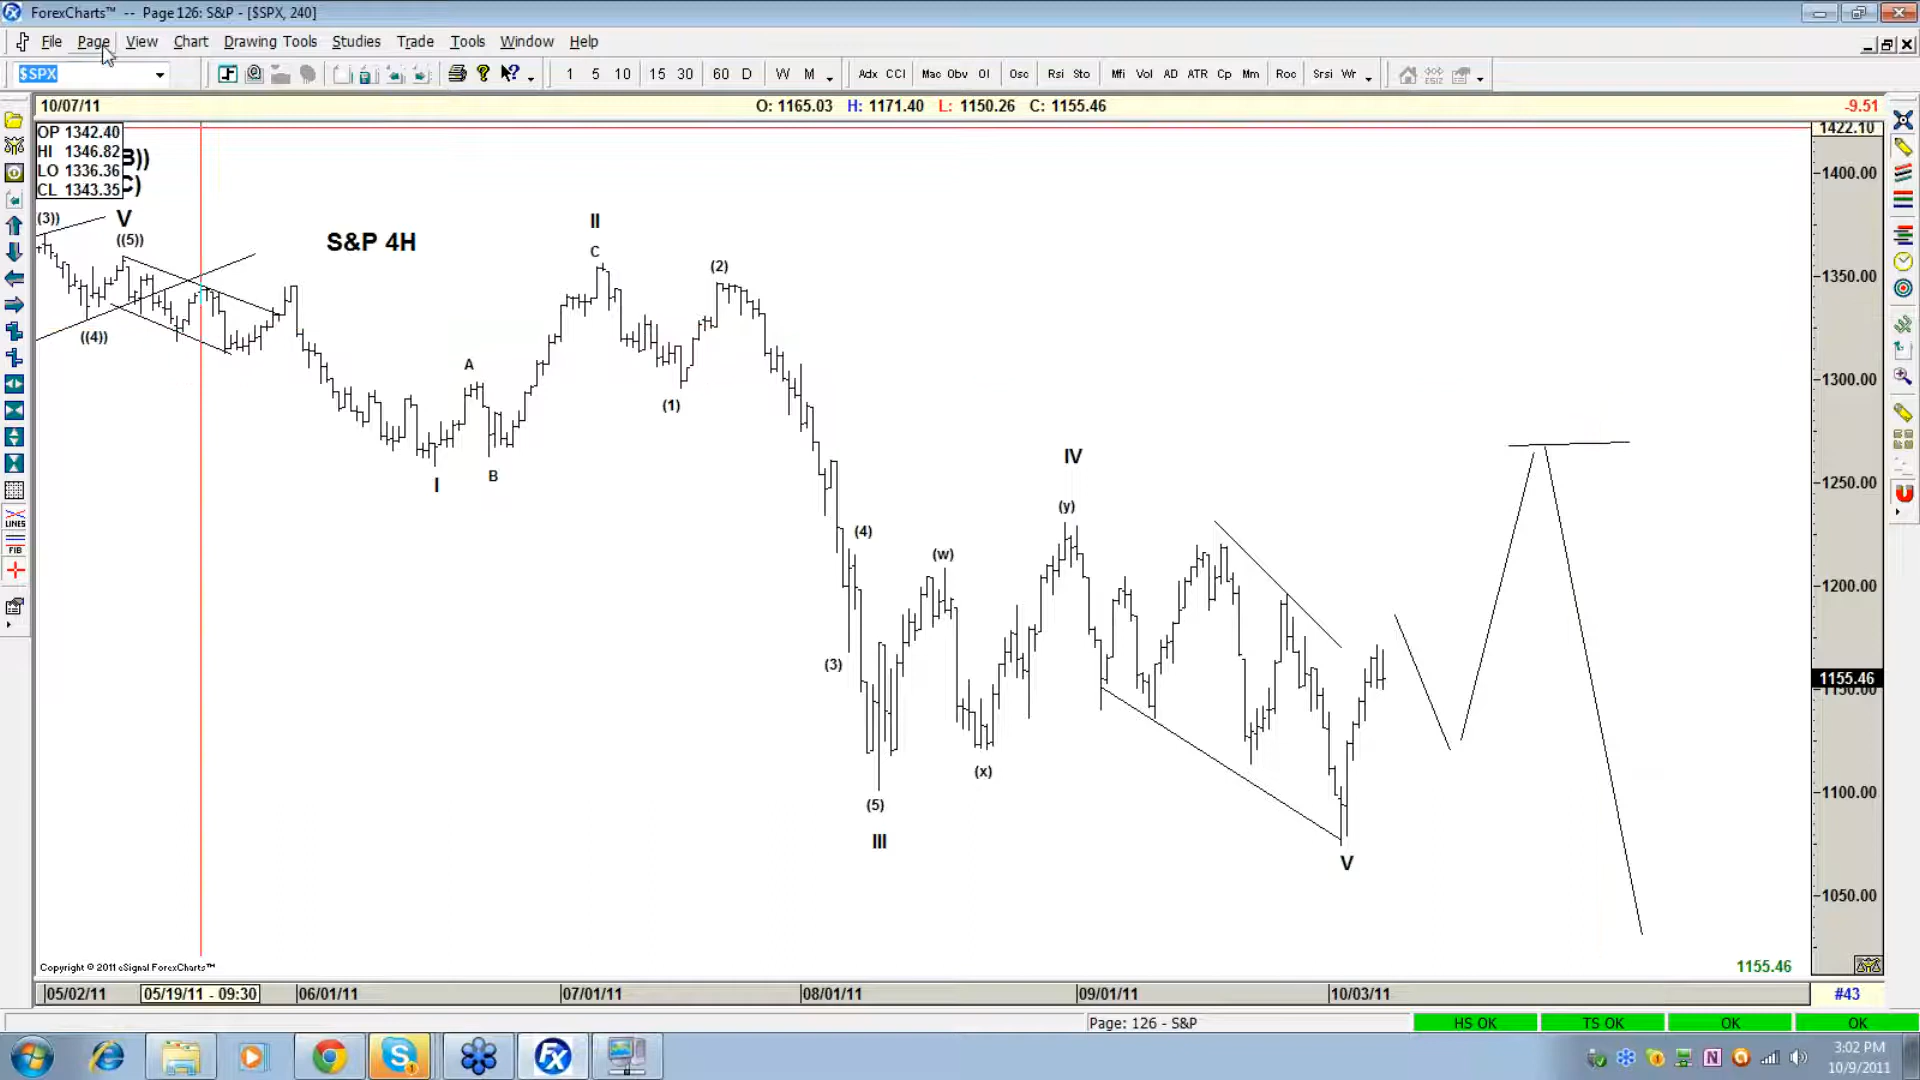 ForexCharts™ -- Page 126: S&P - [$SPX, 240]
File Page View Chart Drawing Tools Studies Trade Tools Window Help
$SPX 1 5 10 15 30 60 D W M Adx CCI Mac Obv OI Osc Rsi Sto Mfi Vol AD ATR Cp Mm Roc Srsi Wr
10/07/11 O: 1165.03 H: 1171.40 L: 1150.26 C: 1155.46 -9.51
OP 1342.40
HI 1346.82
LO 1336.36
CL 1343.35
B))
C)
1422.10
1400.00
(3)) V
((5))
S&P 4H
II
C
(2)
1350.00
((4))
A
1300.00
(1)
B
I
IV
1250.00
(y)
(4)
(w)
1200.00
(3)
1155.46
1150.00
(x)
1100.00
(5)
III
V
1050.00
Copyright © 2011 eSignal ForexCharts™
1155.46
05/02/11 05/19/11 - 09:30 06/01/11 07/01/11 08/01/11 09/01/11 10/03/11 #43
Page: 126 - S&P HS OK TS OK OK OK
LINES
FIB
3:02 PM
10/9/2011